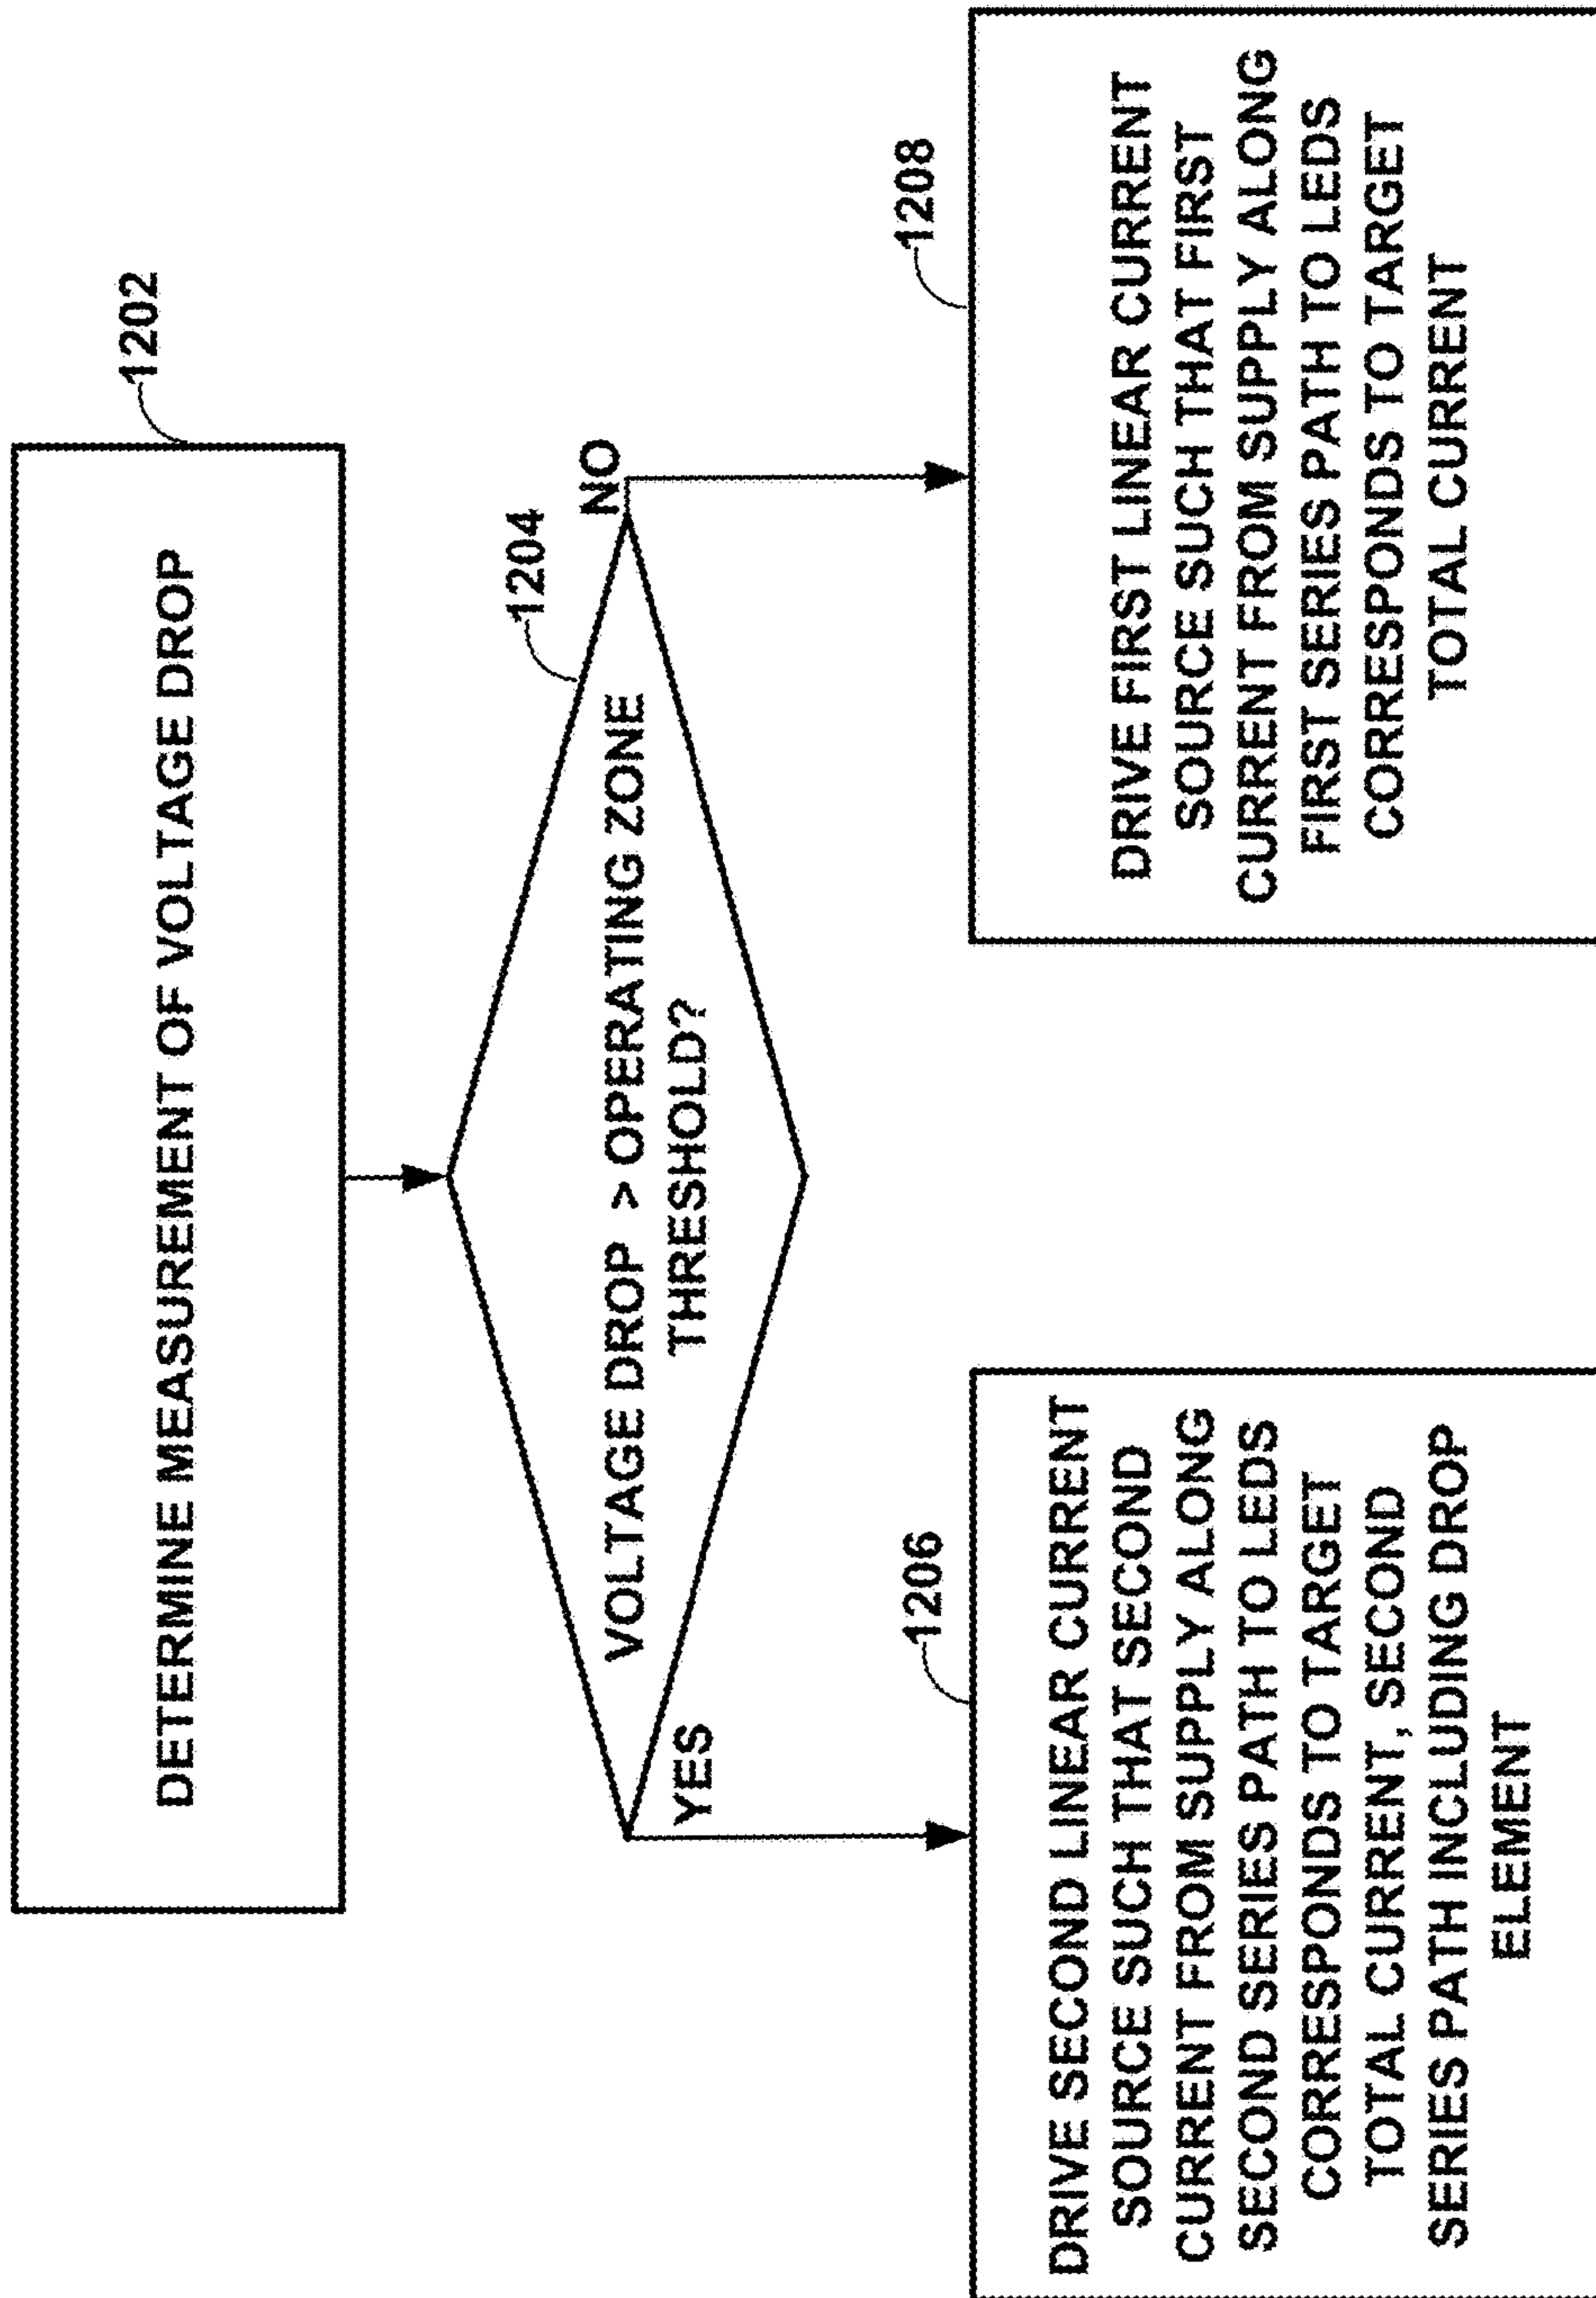 1202
DETERMINE MEASUREMENT OF VOLTAGE DROP
1204
VOLTAGE DROP > OPERATING ZONE
THRESHOLD?
YES
NO
1206
DRIVE SECOND LINEAR CURRENT
SOURCE SUCH THAT SECOND
CURRENT FROM SUPPLY ALONG
SECOND SERIES PATH TO LEDS
CORRESPONDS TO TARGET
TOTAL CURRENT, SECOND
SERIES PATH INCLUDING DROP
ELEMENT
1208
DRIVE FIRST LINEAR CURRENT
SOURCE SUCH THAT FIRST
CURRENT FROM SUPPLY ALONG
FIRST SERIES PATH TO LEDS
CORRESPONDS TO TARGET
TOTAL CURRENT